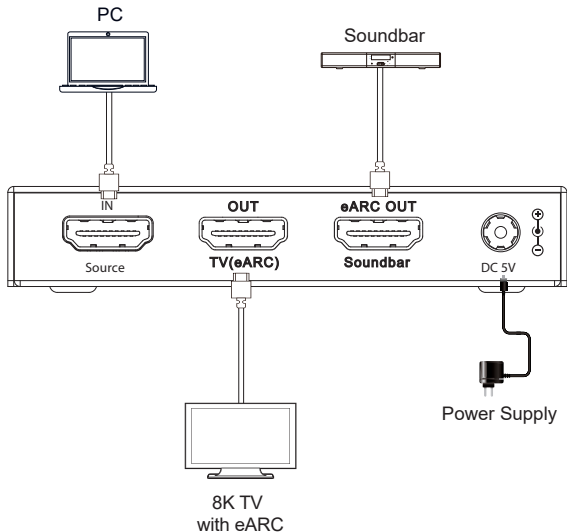 PC
Soundbar
IN
OUT
eARC OUT
Source
TV(eARC)
Soundbar
DC 5V
Power Supply
8K TV
with eARC